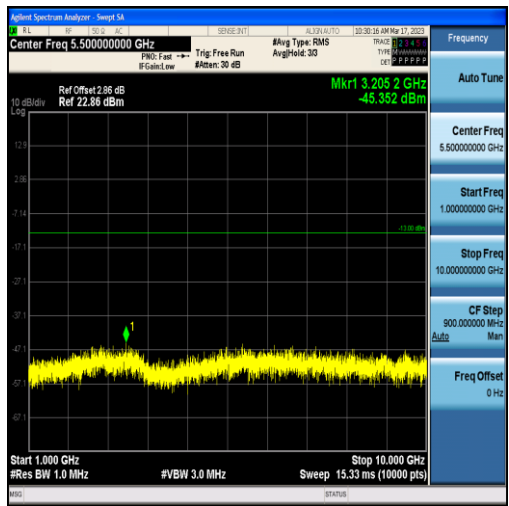 Agilent Spectrum Analyzer - Swept SA
RL RF 50 Ω AC SENSE:INT ALIGN AUTO 10:30:16 AM Mar 17, 2023
Center Freq 5.500000000 GHz
PNO: Fast
IFGain:Low
Trig: Free Run
#Atten: 30 dB
#Avg Type: RMS
Avg|Hold: 3/3
TRACE 1 2 3 4 5 6
TYPE M
DET P P P P P P
Mkr1 3.205 2 GHz
-45.352 dBm
Ref Offset 2.86 dB
Ref 22.86 dBm
10 dB/div
Log
12.9
2.86
-7.14
-17.1
-27.1
-37.1
-47.1
-57.1
-67.1
-13.00 dBm
1
Start 1.000 GHz
Stop 10.000 GHz
#Res BW 1.0 MHz
#VBW 3.0 MHz
Sweep 15.33 ms (10000 pts)
MSG
STATUS
Frequency
Auto Tune
Center Freq
5.500000000 GHz
Start Freq
1.000000000 GHz
Stop Freq
10.000000000 GHz
CF Step
900.000000 MHz
Auto Man
Freq Offset
0 Hz